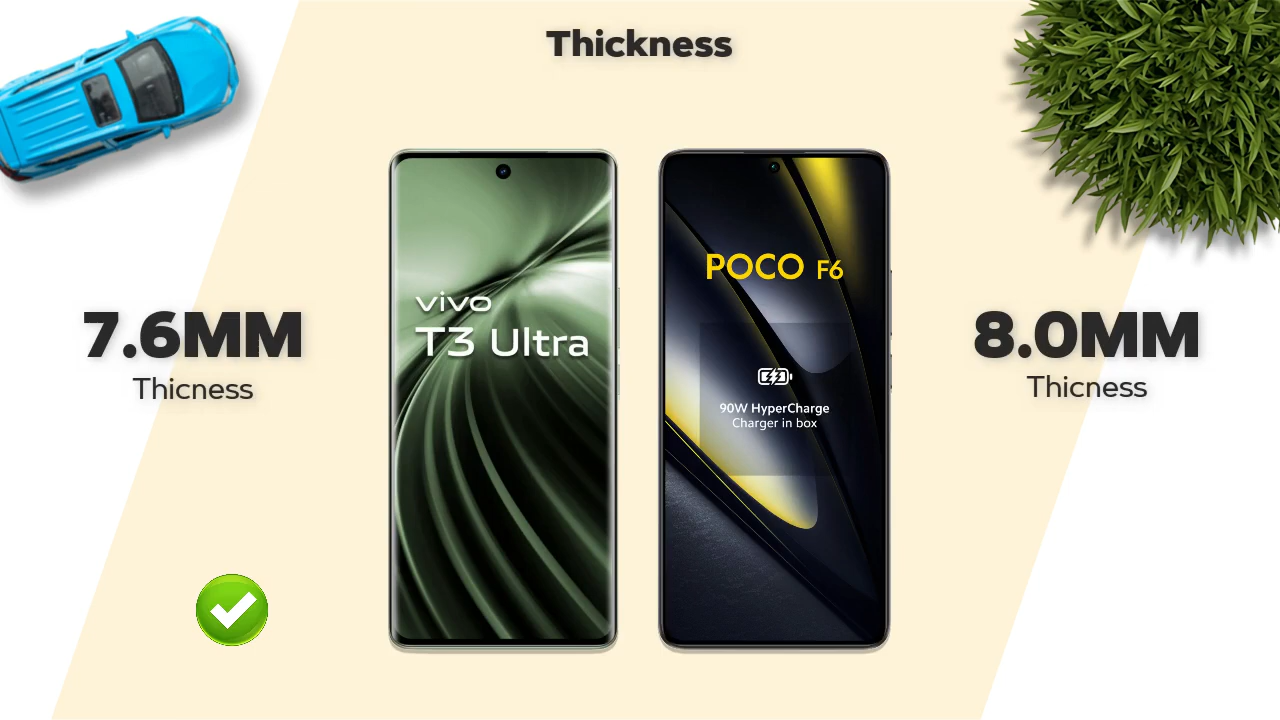 Thickness
7.6MM
Thicness
vivo
T3 Ultra
POCO F6
90W HyperCharge
Charger in box
8.0MM
Thicness